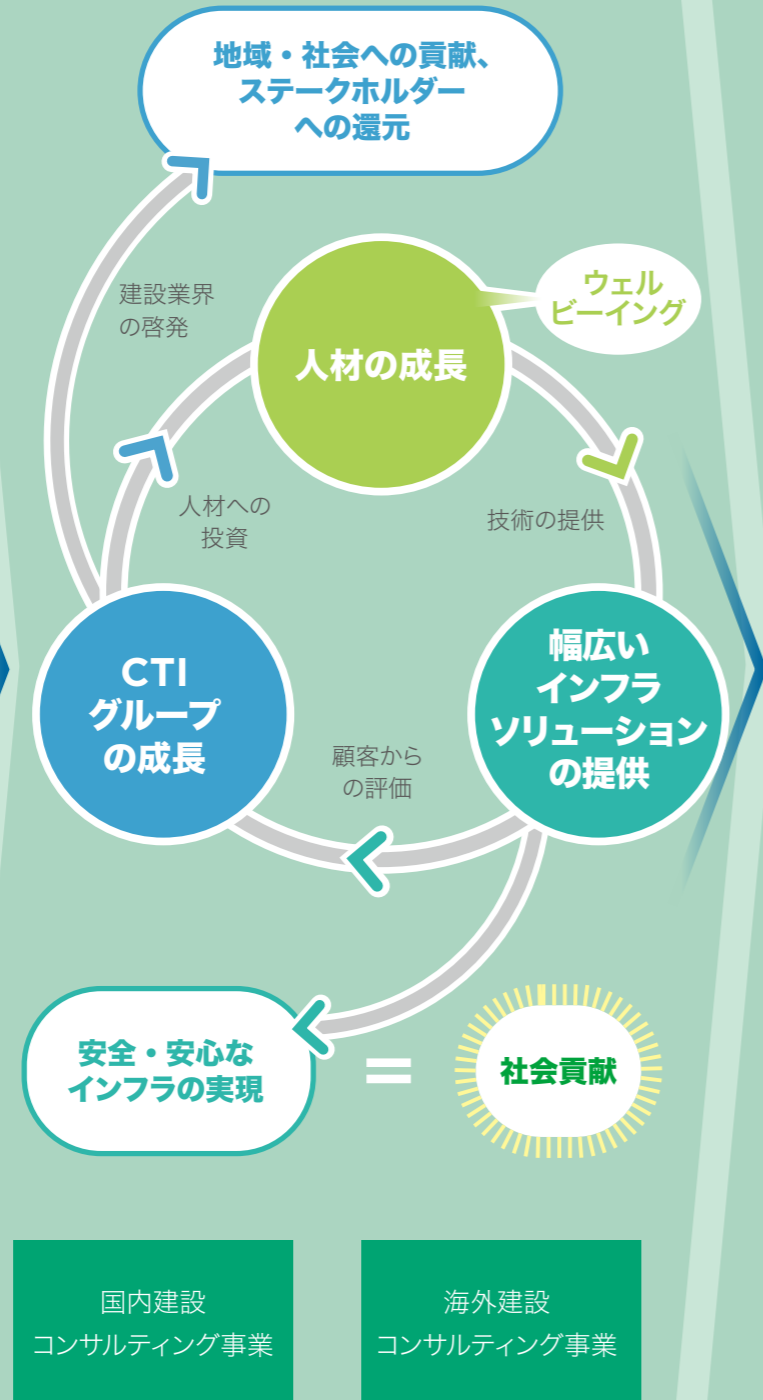 地域・社会への貢献、
ステークホルダー
への還元
建設業界
の啓発
ウェル
ビーイング
人材の成長
人材への
投資
技術の提供
CTI
グループ
の成長
幅広い
インフラ
ソリューション
の提供
顧客から
の評価
安全・安心な
インフラの実現
=
社会貢献
国内建設
コンサルティング事業
海外建設
コンサルティング事業